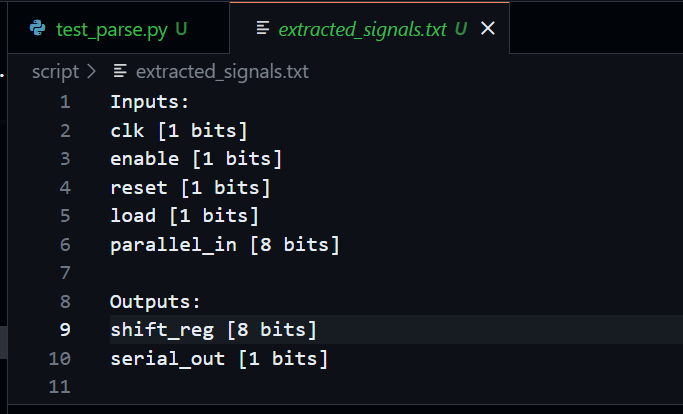 test_parse.py U
extracted_signals.txt U
script > extracted_signals.txt
1 Inputs:
2 clk [1 bits]
3 enable [1 bits]
4 reset [1 bits]
5 load [1 bits]
6 parallel_in [8 bits]
7
8 Outputs:
9 shift_reg [8 bits]
10 serial_out [1 bits]
11